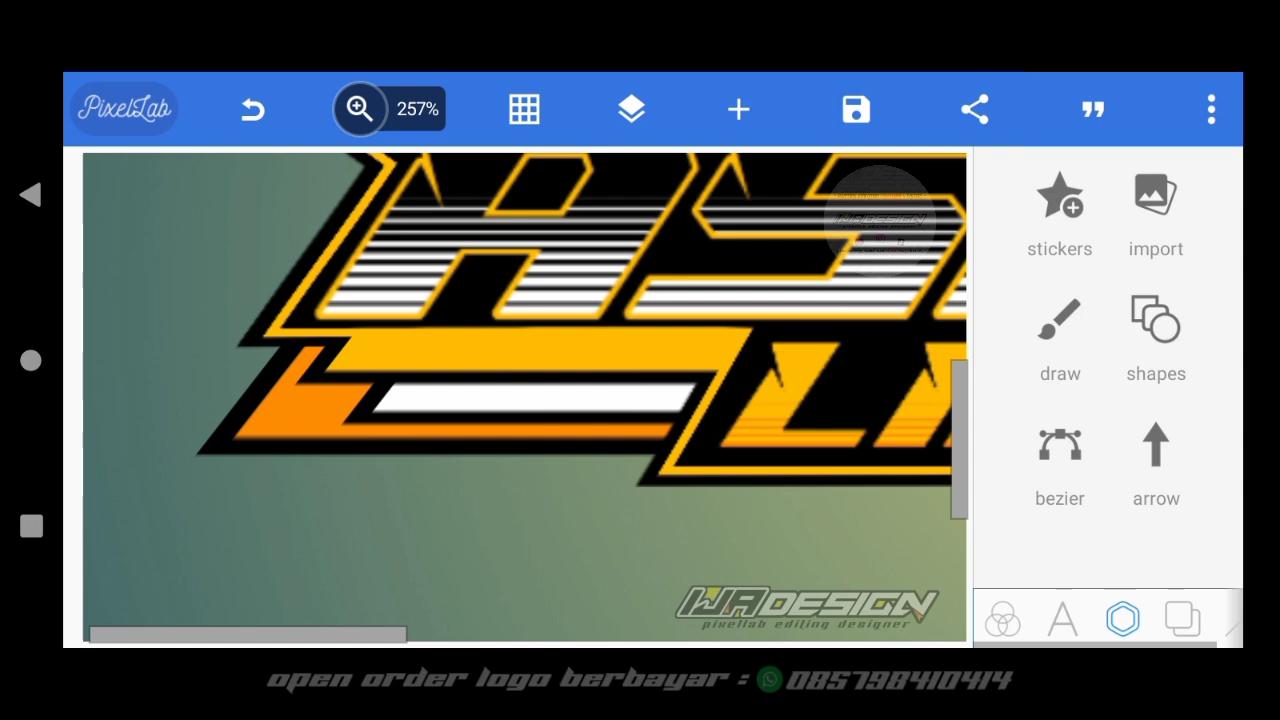 PixelLab
257%
stickers
import
draw
shapes
bezier
arrow
WADESIGN
pixellab editing designer
open order logo berbayar : 085798410414